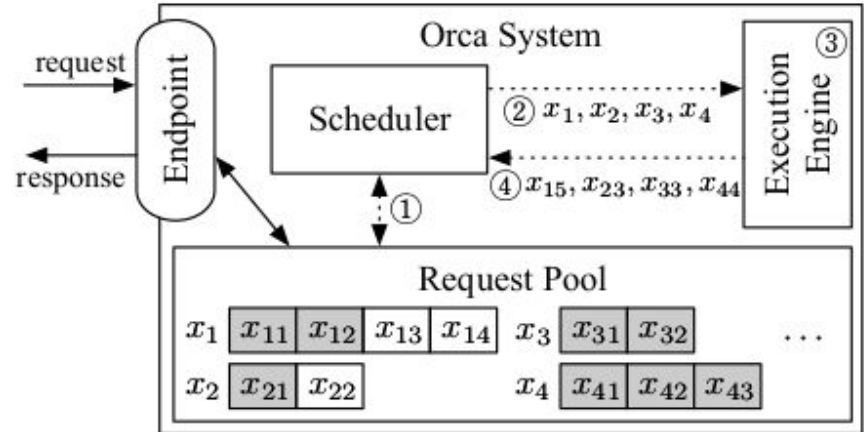 Orca System
request
response
Endpoint
Scheduler
① 
② x₁, x₂, x₃, x₄
Execution
Engine
③
④ x₁₅, x₂₃, x₃₃, x₄₄
Request Pool
x₁ x₁₁ x₁₂ x₁₃ x₁₄ x₃ x₃₁ x₃₂ ...
x₂ x₂₁ x₂₂ x₄ x₄₁ x₄₂ x₄₃